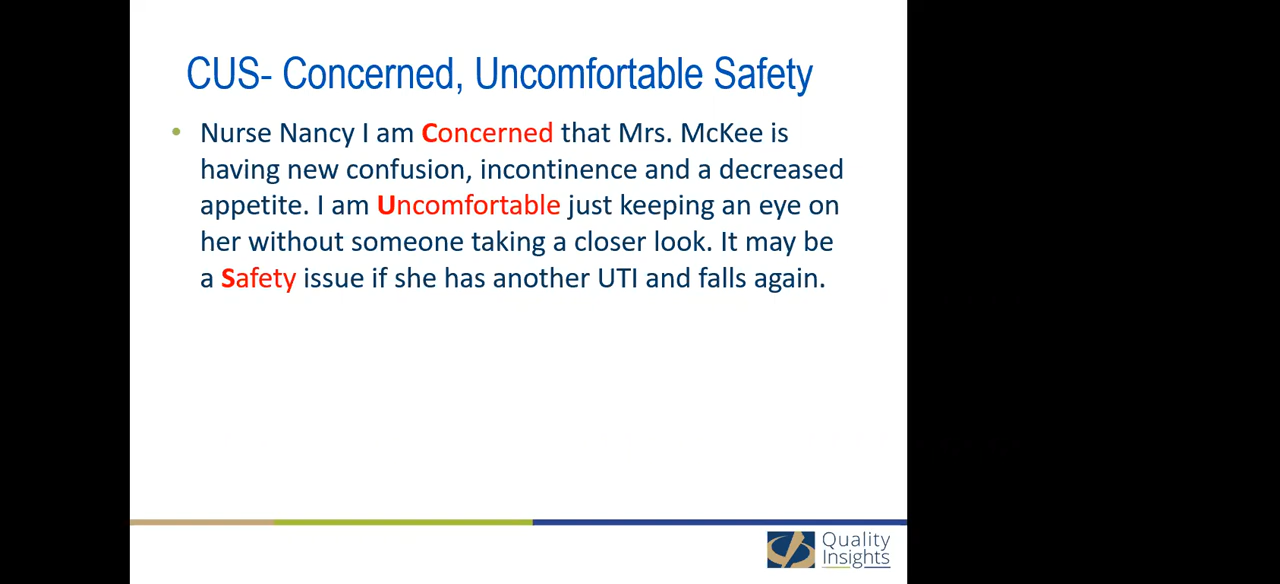 CUS- Concerned, Uncomfortable Safety
• Nurse Nancy I am Concerned that Mrs. McKee is
having new confusion, incontinence and a decreased
appetite. I am Uncomfortable just keeping an eye on
her without someone taking a closer look. It may be
a Safety issue if she has another UTI and falls again.
Quality
Insights